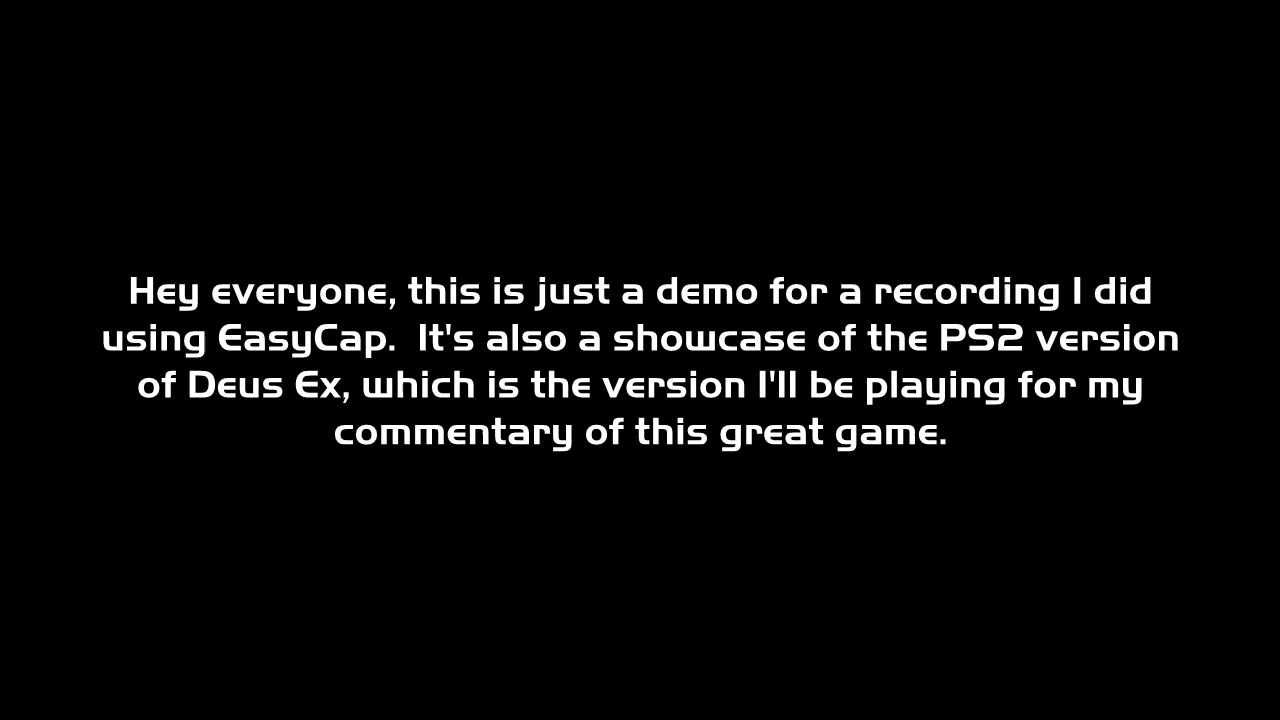 Hey everyone, this is just a demo for a recording I did
using EasyCap.  It's also a showcase of the PS2 version
of Deus Ex, which is the version I'll be playing for my
commentary of this great game.